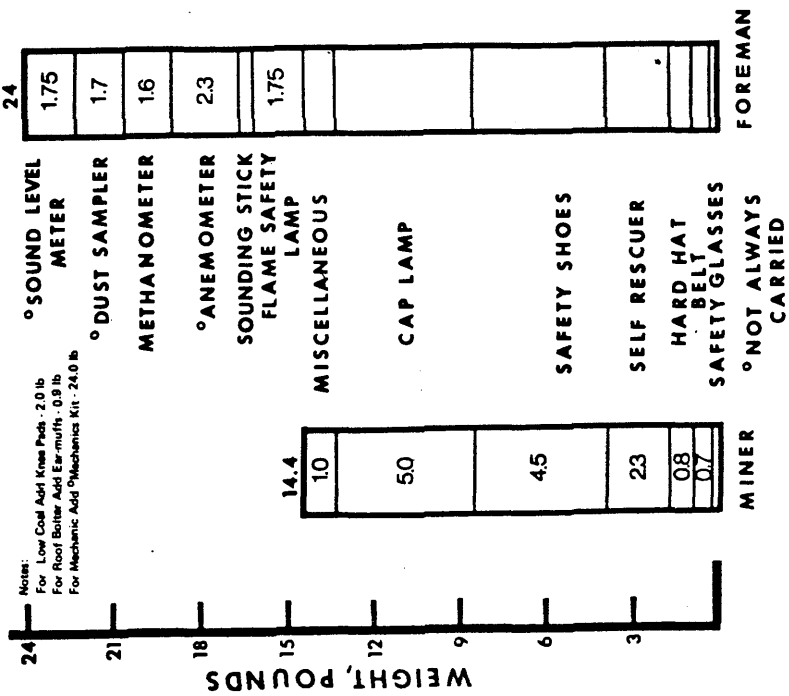 Notes:
For Low Coal Add Knee Pads - 2.0 lb
For Roof Bolter Add Ear-muffs - 0.9 lb
For Mechanic Add °Mechanics Kit - 24.0 lb
WEIGHT, POUNDS
24
21
18
15
12
9
6
3
14.4
1.0
5.0
4.5
2.3
0.8
0.7
MINER
°SOUND LEVEL
METER
°DUST SAMPLER
METHANOMETER
°ANEMOMETER
SOUNDING STICK
FLAME SAFETY
LAMP
MISCELLANEOUS
CAP LAMP
SAFETY SHOES
SELF RESCUER
HARD HAT
BELT
SAFETY GLASSES
°NOT ALWAYS
CARRIED
24
1.75
1.7
1.6
2.3
1.75
FOREMAN